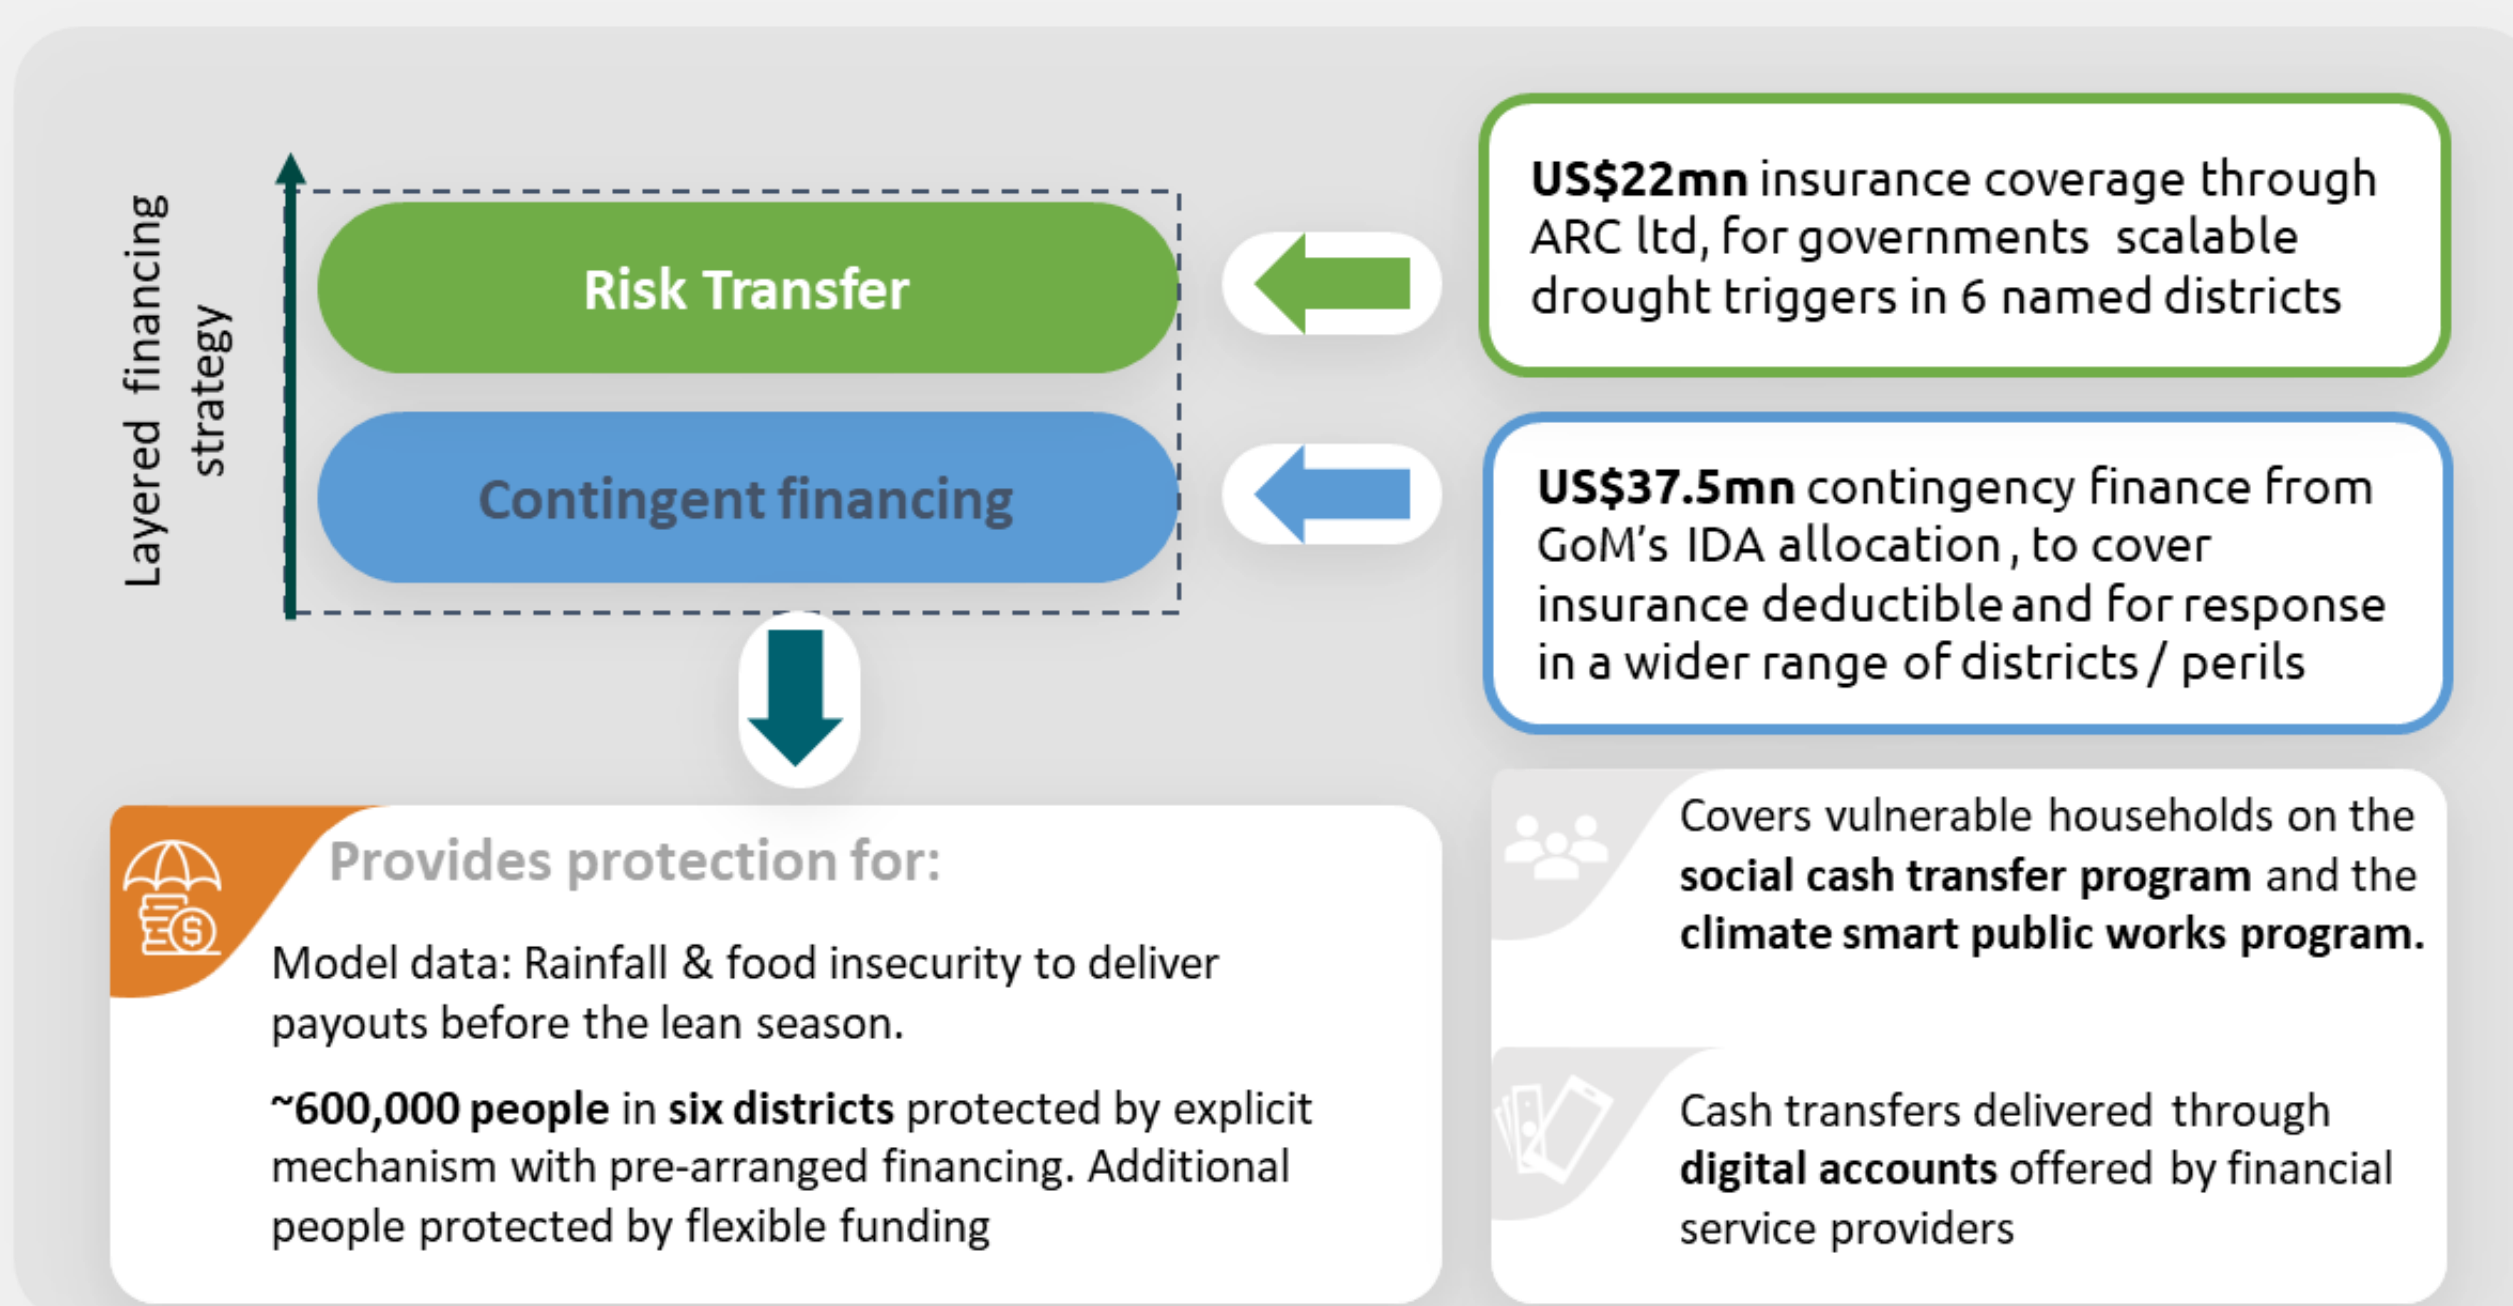 Layered financing
strategy
Risk Transfer
Contingent financing
US$22mn insurance coverage through
ARC ltd, for governments scalable
drought triggers in 6 named districts
US$37.5mn contingency finance from
GoM’s IDA allocation, to cover
insurance deductible and for response
in a wider range of districts / perils
Provides protection for:
Model data: Rainfall & food insecurity to deliver
payouts before the lean season.
~600,000 people in six districts protected by explicit
mechanism with pre-arranged financing. Additional
people protected by flexible funding
Covers vulnerable households on the
social cash transfer program and the
climate smart public works program.
Cash transfers delivered through
digital accounts offered by financial
service providers